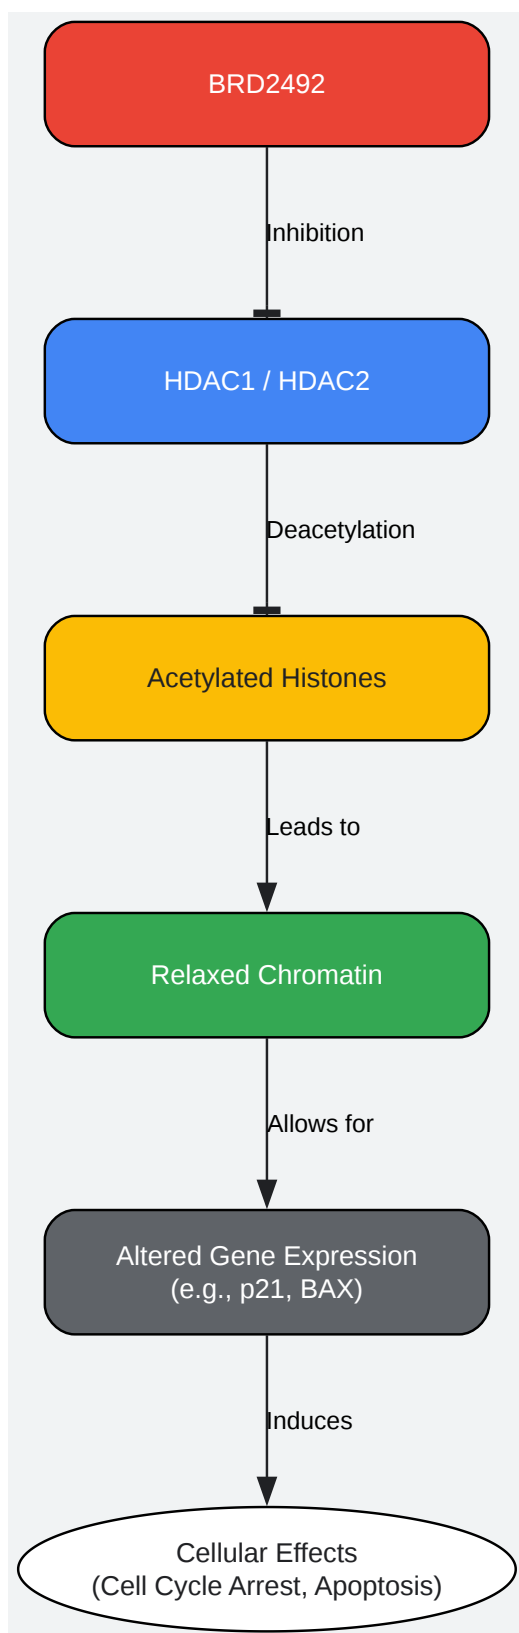 BRD2492
Inhibition
HDAC1 / HDAC2
Deacetylation
Acetylated Histones
Leads to
Relaxed Chromatin
Allows for
Altered Gene Expression
(e.g., p21, BAX)
Induces
Cellular Effects
(Cell Cycle Arrest, Apoptosis)